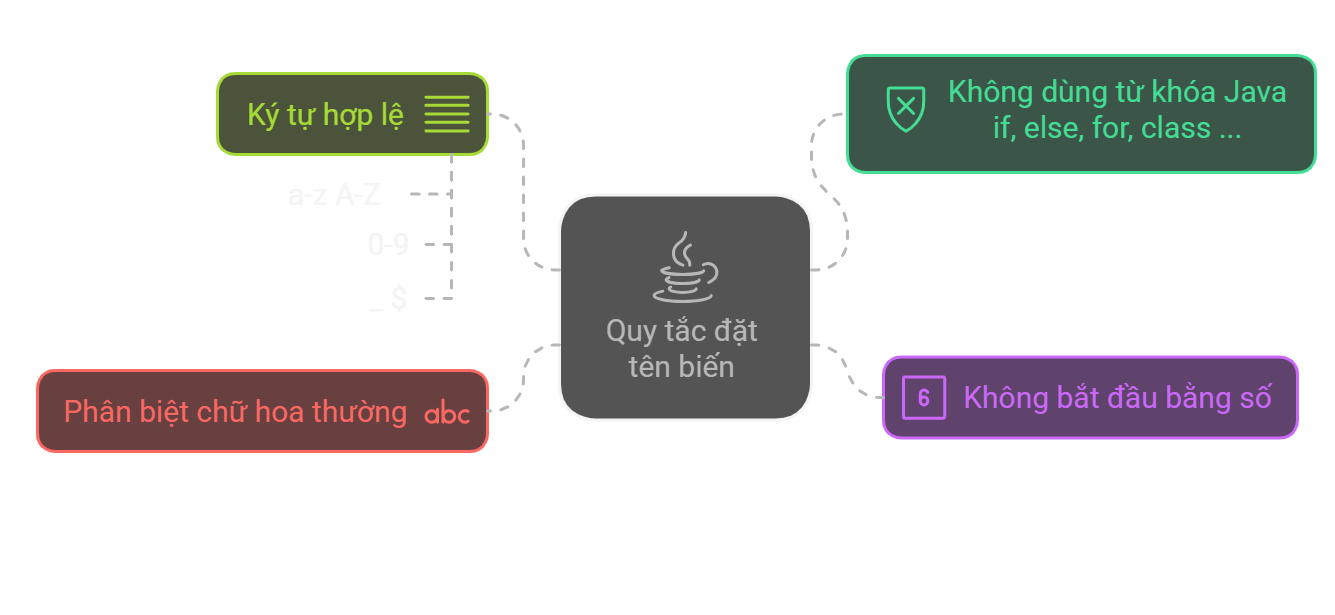 Ký tự hợp lệ
a-z A-Z
0-9
_ $
Phân biệt chữ hoa thường abc
Quy tắc đặt
tên biến
Không dùng từ khóa Java
if, else, for, class ...
6 Không bắt đầu bằng số